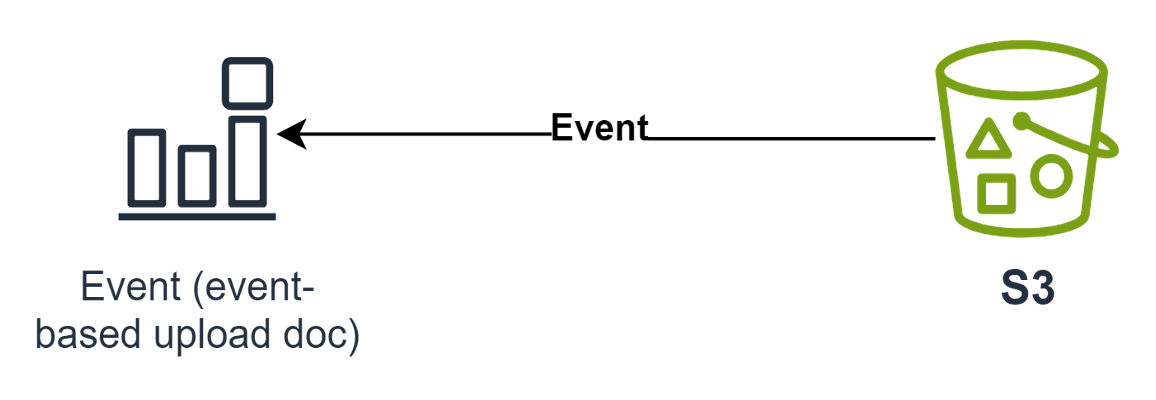 Event
Event (event-
based upload doc)
S3